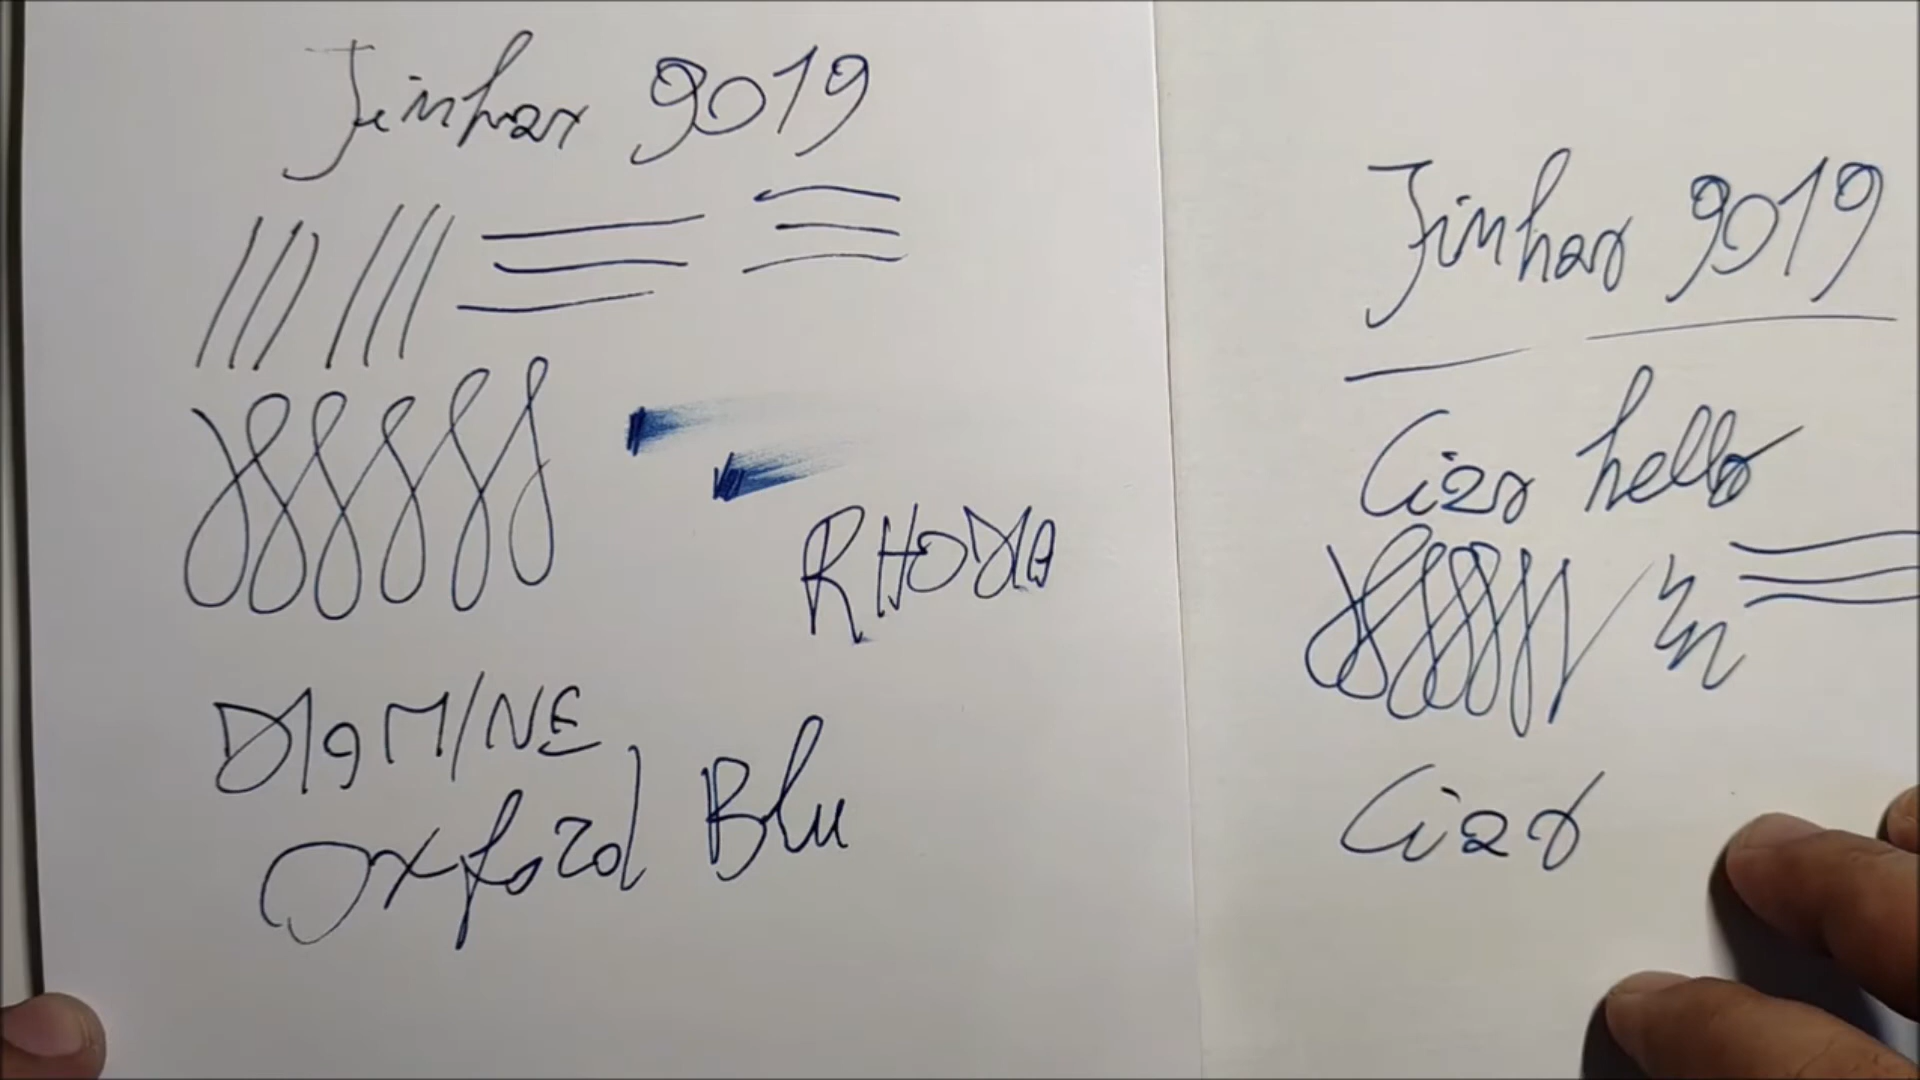 Jinhao 9019
RHODIA
DIAMINE
Oxford Blu
Jinhao 9019
Ciao hello
Ciao